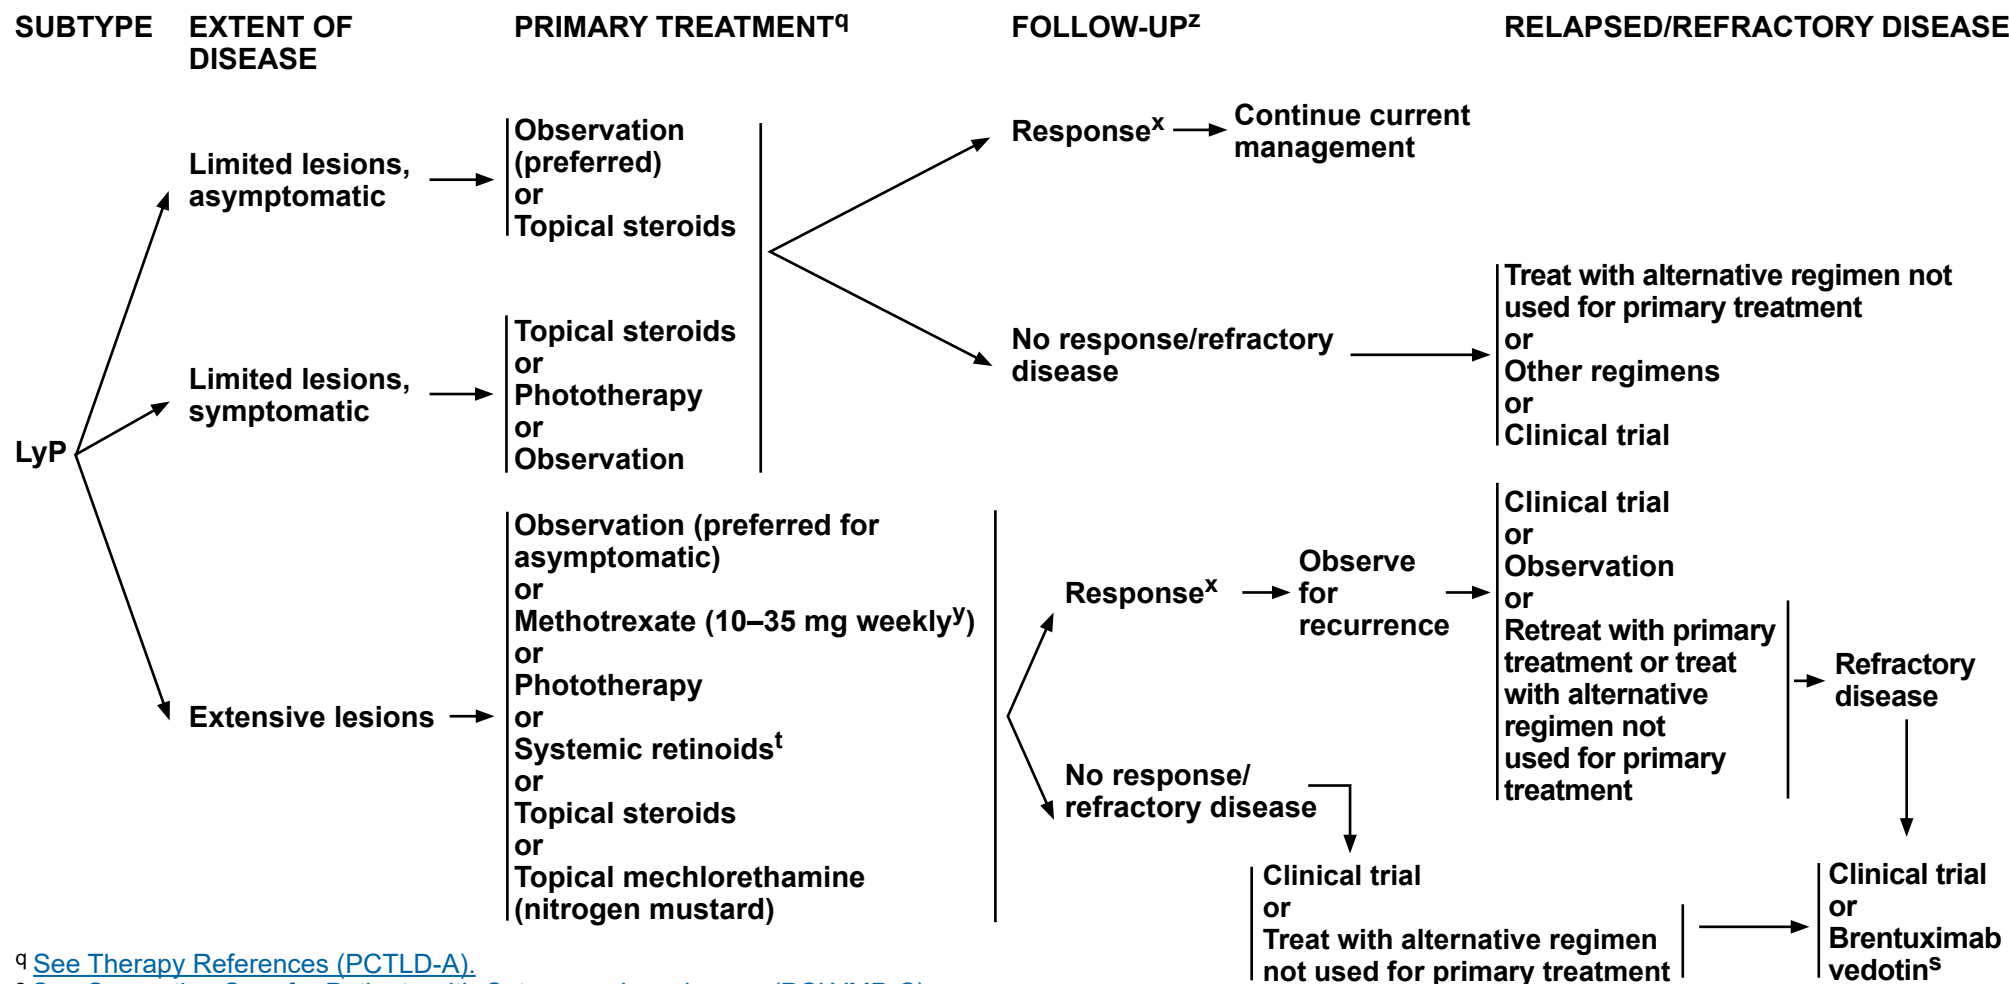 SUBTYPE
EXTENT OF
DISEASE
PRIMARY TREATMENTq
FOLLOW-UPz
RELAPSED/REFRACTORY DISEASE
LyP
Limited lesions,
asymptomatic
Observation
(preferred)
or
Topical steroids
Limited lesions,
symptomatic
Topical steroids
or
Phototherapy
or
Observation
Responsex
Continue current
management
No response/refractory
disease
Treat with alternative regimen not
used for primary treatment
or
Other regimens
or
Clinical trial
Extensive lesions
Observation (preferred for
asymptomatic)
or
Methotrexate (10–35 mg weeklyy)
or
Phototherapy
or
Systemic retinoidst
or
Topical steroids
or
Topical mechlorethamine
(nitrogen mustard)
Responsex
Observe
for
recurrence
Clinical trial
or
Observation
or
Retreat with primary
treatment or treat
with alternative
regimen not
used for primary
treatment
Refractory
disease
No response/
refractory disease
Clinical trial
or
Treat with alternative regimen
not used for primary treatment
Clinical trial
or
Brentuximab
vedotins
q See Therapy References (PCTLD-A).